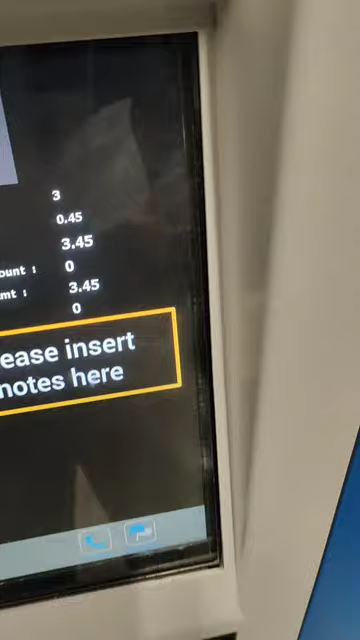 3
0.45
3.45
ount : 0
mt : 3.45
0
ease insert
notes here